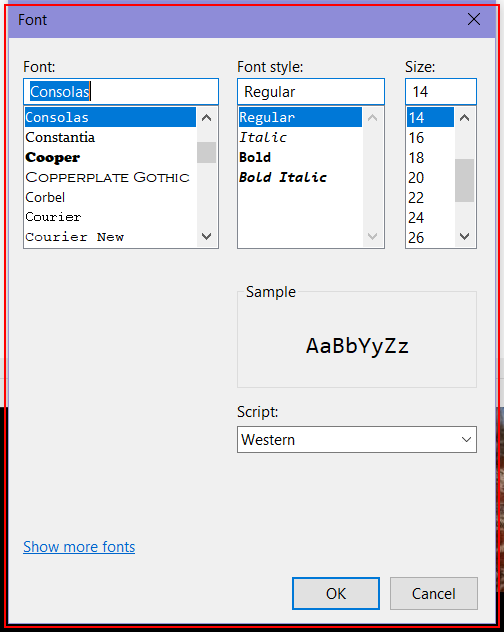 Font
Font:
Font style:
Size:
Consolas
Regular
14
Consolas
Constantia
Cooper
Copperplate Gothic
Corbel
Courier
Courier New
Regular
Italic
Bold
Bold Italic
14
16
18
20
22
24
26
Sample
AaBbYyZz
Script:
Western
Show more fonts
OK
Cancel